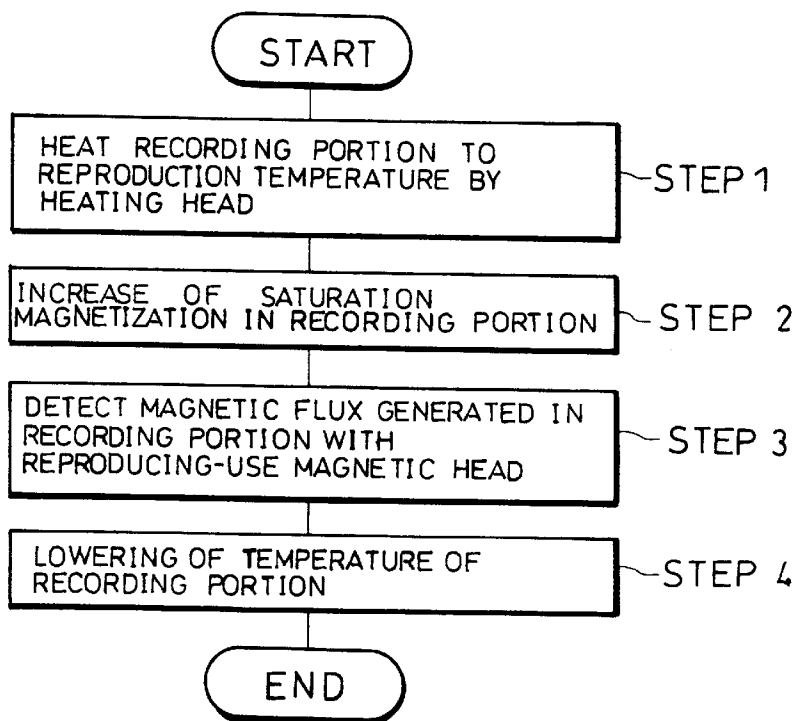 START
HEAT RECORDING PORTION TO
REPRODUCTION TEMPERATURE BY
HEATING HEAD
STEP 1
INCREASE OF SATURATION
MAGNETIZATION IN RECORDING PORTION
STEP 2
DETECT MAGNETIC FLUX GENERATED IN
RECORDING PORTION WITH
REPRODUCING-USE MAGNETIC HEAD
STEP 3
LOWERING OF TEMPERATURE OF
RECORDING PORTION
STEP 4
END